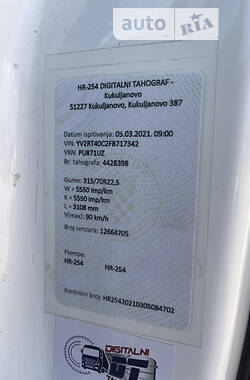 auto RIA
HR-254 DIGITALNI TAHOGRAF -
Kukuljanovo
51227 Kukuljanovo, Kukuljanovo 387
Datum ispitivanja: 05.03.2021. 09:00
VIN: YV2RT40C2FB717342
VRN: PU871UZ
Br. tahografa: 4428398
Gume: 315/70R22,5
W = 5550 Imp/km
K = 5550 Imp/km
L = 3108 mm
V(max): 90 km/h
Broj senzora: 12664705
Plombe:
HR-254 HR-254
Kontrolni broj: HR25420210305084702
DIGITALNI
DT